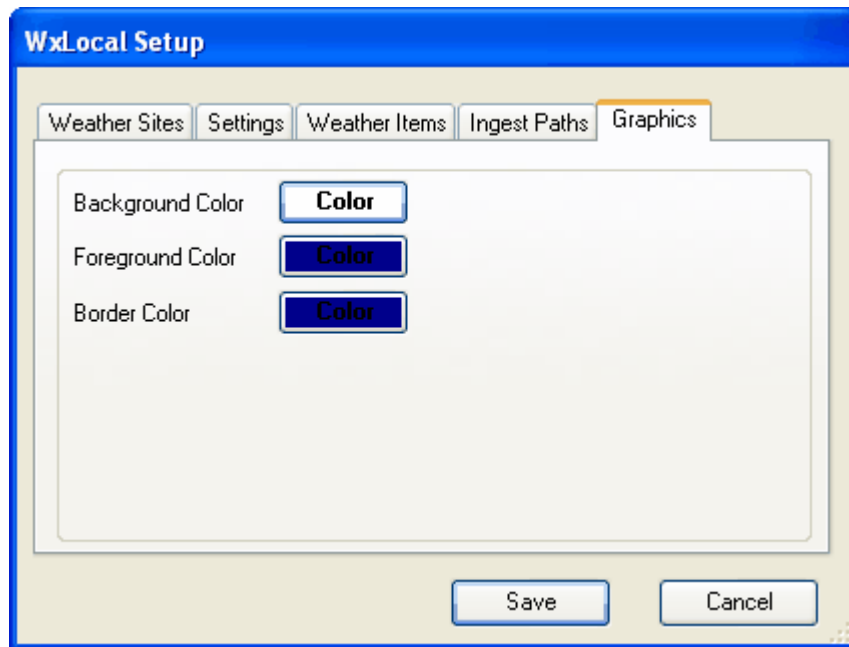 WxLocal Setup
Weather Sites Settings Weather Items Ingest Paths Graphics
Background Color Color
Foreground Color Color
Border Color Color
Save Cancel